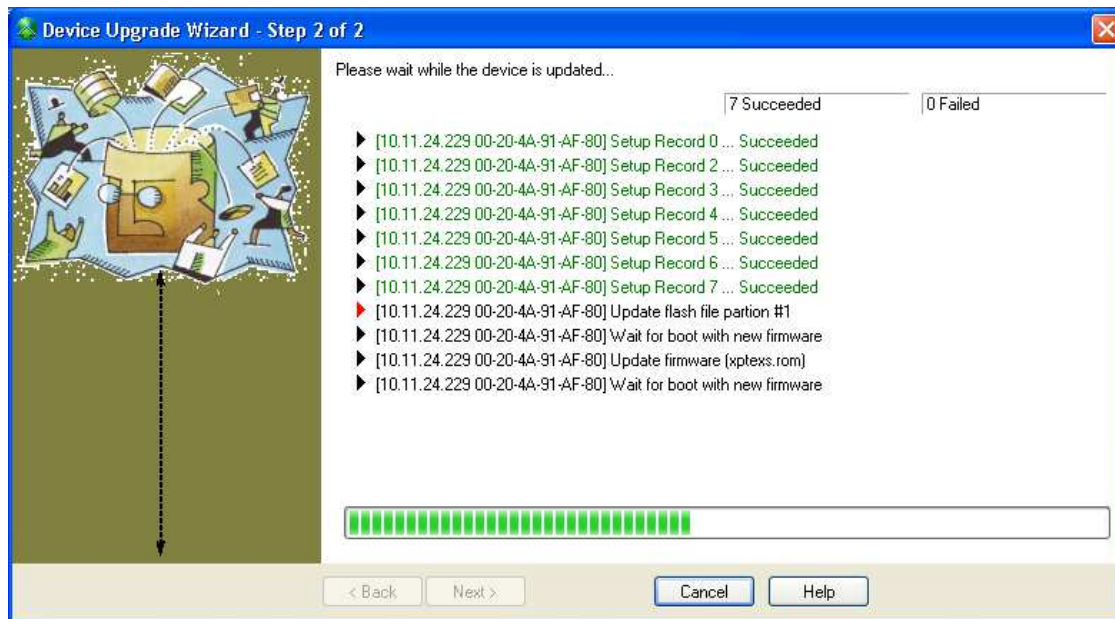 Device Upgrade Wizard - Step 2 of 2
Please wait while the device is updated...
7 Succeeded 0 Failed
[10.11.24.229 00-20-4A-91-AF-80] Setup Record 0 ... Succeeded
[10.11.24.229 00-20-4A-91-AF-80] Setup Record 2 ... Succeeded
[10.11.24.229 00-20-4A-91-AF-80] Setup Record 3 ... Succeeded
[10.11.24.229 00-20-4A-91-AF-80] Setup Record 4 ... Succeeded
[10.11.24.229 00-20-4A-91-AF-80] Setup Record 5 ... Succeeded
[10.11.24.229 00-20-4A-91-AF-80] Setup Record 6 ... Succeeded
[10.11.24.229 00-20-4A-91-AF-80] Setup Record 7 ... Succeeded
[10.11.24.229 00-20-4A-91-AF-80] Update flash file partion #1
[10.11.24.229 00-20-4A-91-AF-80] Wait for boot with new firmware
[10.11.24.229 00-20-4A-91-AF-80] Update firmware (xptexs.rom)
[10.11.24.229 00-20-4A-91-AF-80] Wait for boot with new firmware
< Back Next > Cancel Help